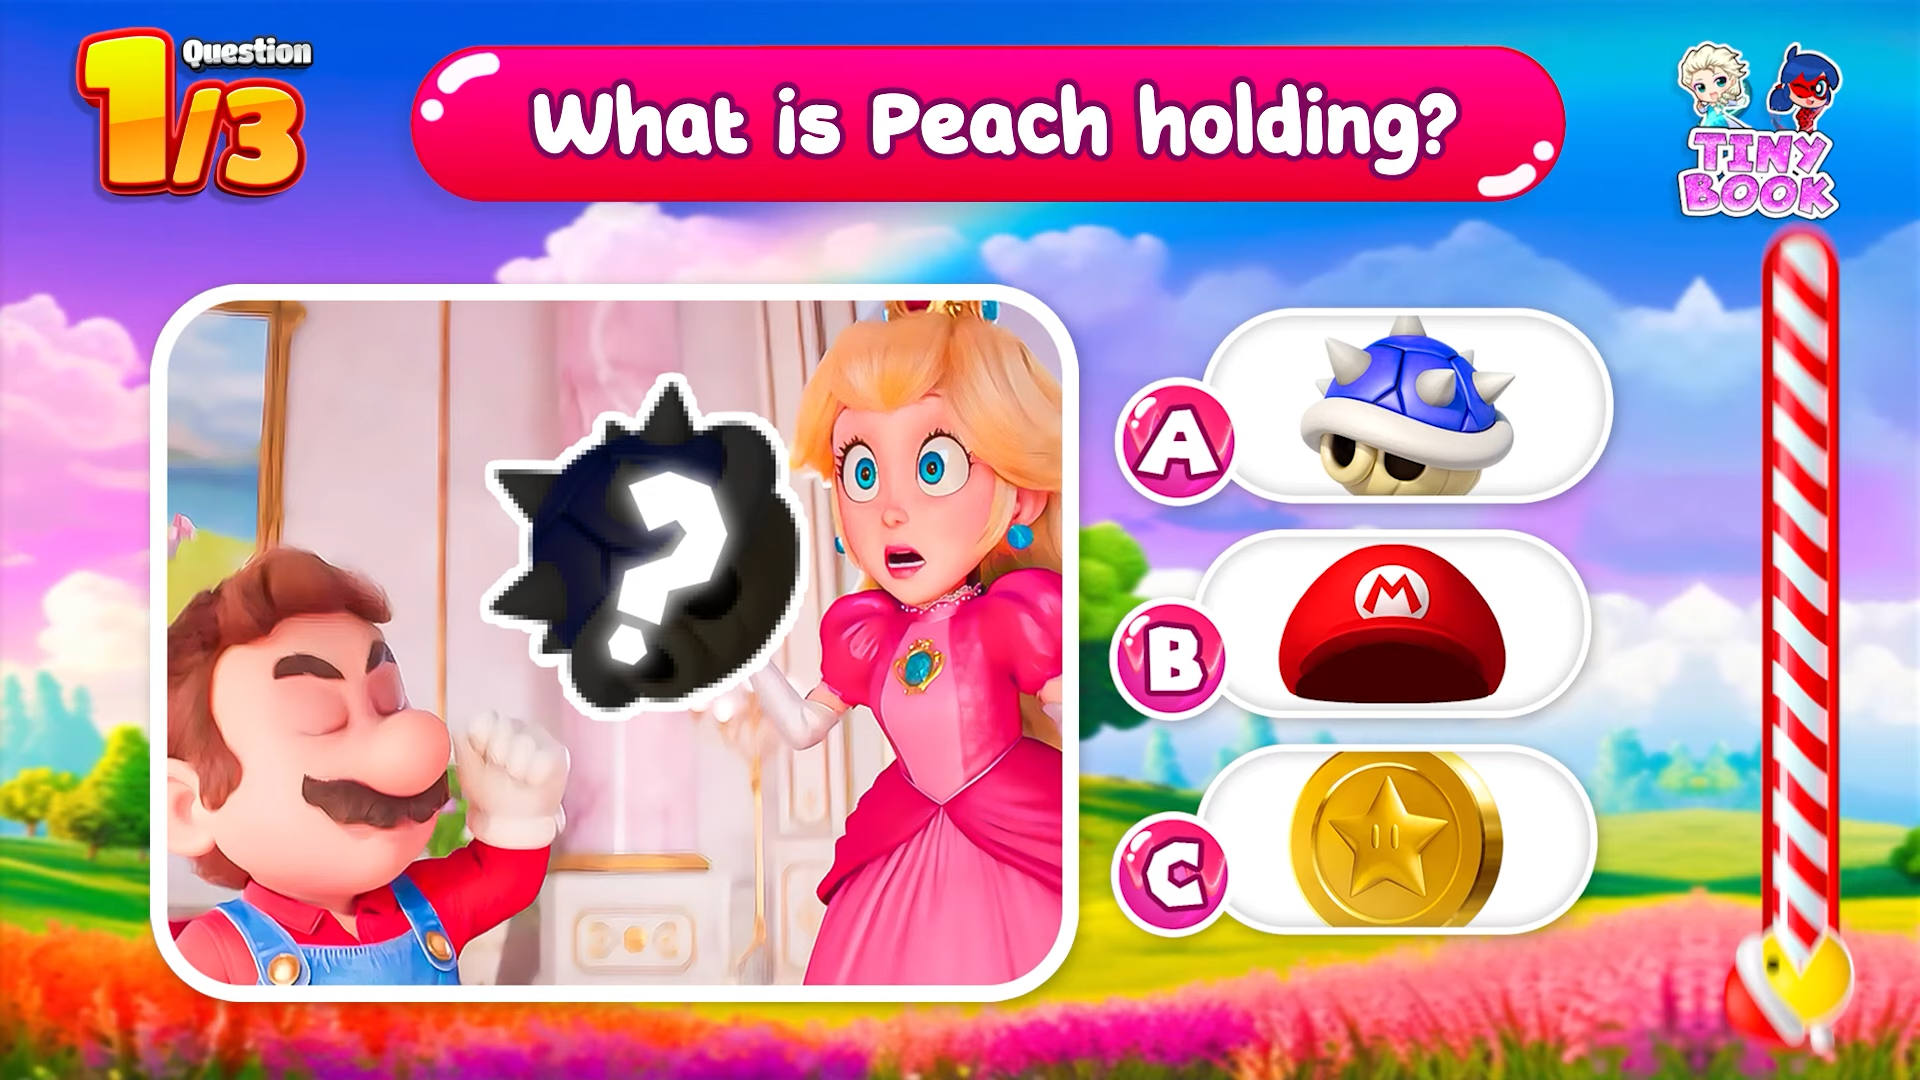 Question
1/3
What is Peach holding?
TINY
BOOK
?
A
B
M
C